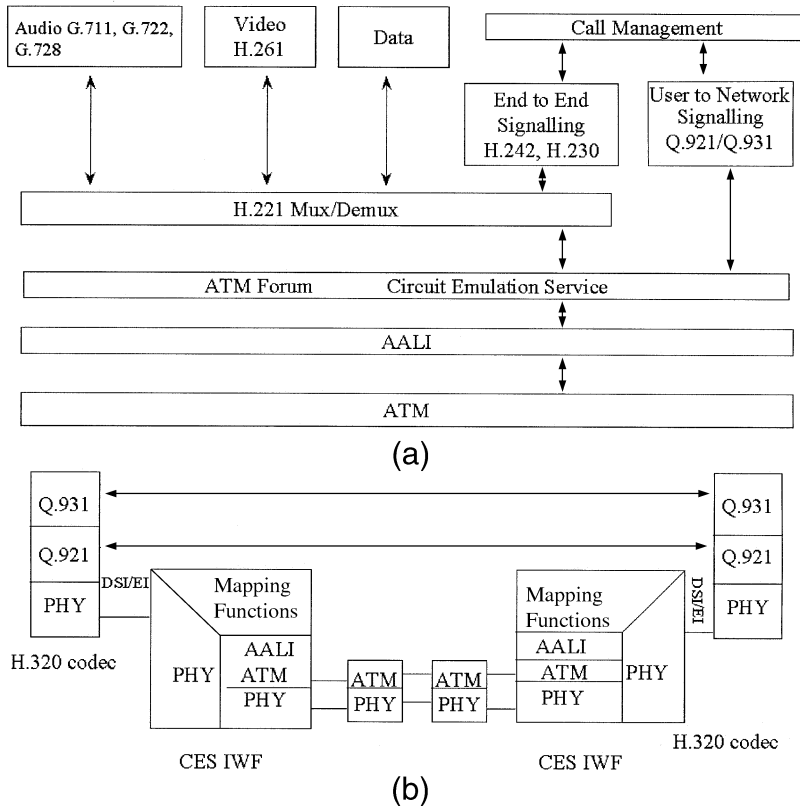 Audio G.711, G.722,
G.728
Video
H.261
Data
Call Management
End to End
Signalling
H.242, H.230
User to Network
Signalling
Q.921/Q.931
H.221 Mux/Demux
ATM Forum Circuit Emulation Service
AALI
ATM
(a)
Q.931
Q.921
PHY
H.320 codec
DSI/EI
Mapping
Functions
PHY
AALI
ATM
PHY
CES IWF
ATM
PHY
ATM
PHY
Mapping
Functions
AALI
ATM
PHY
PHY
CES IWF
DSI/EI
Q.931
Q.921
PHY
H.320 codec
(b)